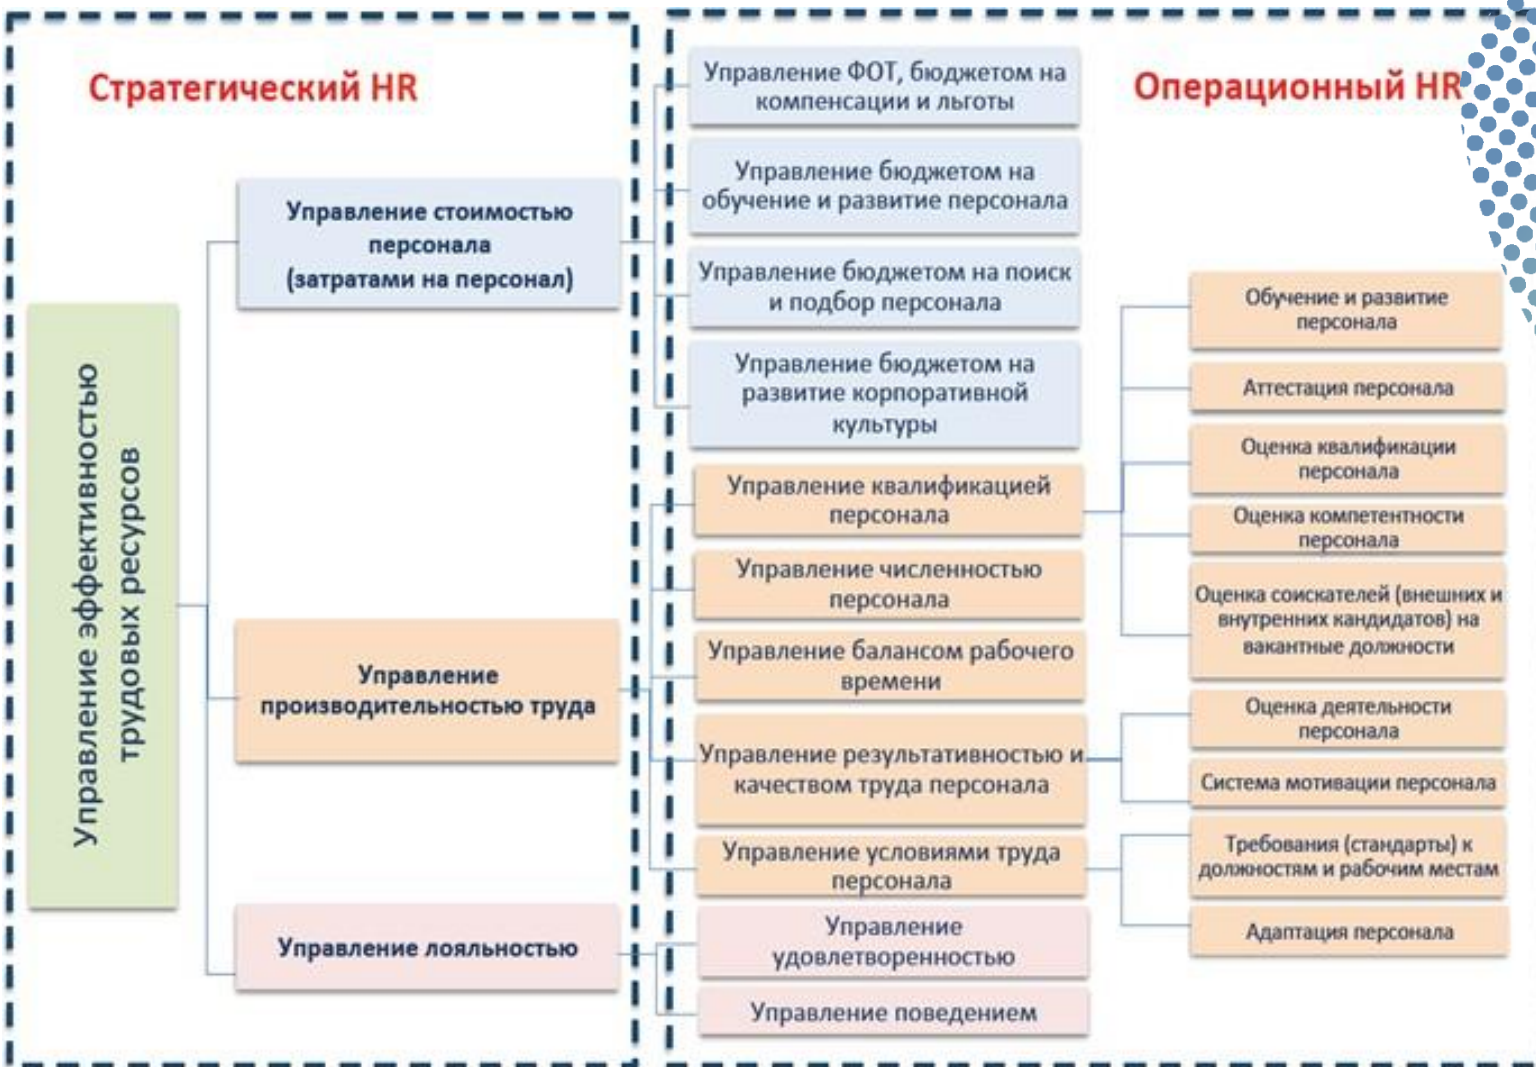 Стратегический HR
Операционный HR
Управление эффективностью
трудовых ресурсов
Управление стоимостью
персонала
(затратами на персонал)
Управление
производительностью труда
Управление лояльностью
Управление ФОТ, бюджетом на
компенсации и льготы
Управление бюджетом на
обучение и развитие персонала
Управление бюджетом на поиск
и подбор персонала
Управление бюджетом на
развитие корпоративной
культуры
Управление квалификацией
персонала
Управление численностью
персонала
Управление балансом рабочего
времени
Управление результативностью и
качеством труда персонала
Управление условиями труда
персонала
Управление
удовлетворенностью
Управление поведением
Обучение и развитие
персонала
Аттестация персонала
Оценка квалификации
персонала
Оценка компетентности
персонала
Оценка соискателей (внешних и
внутренних кандидатов) на
вакантные должности
Оценка деятельности
персонала
Система мотивации персонала
Требования (стандарты) к
должностям и рабочим местам
Адаптация персонала